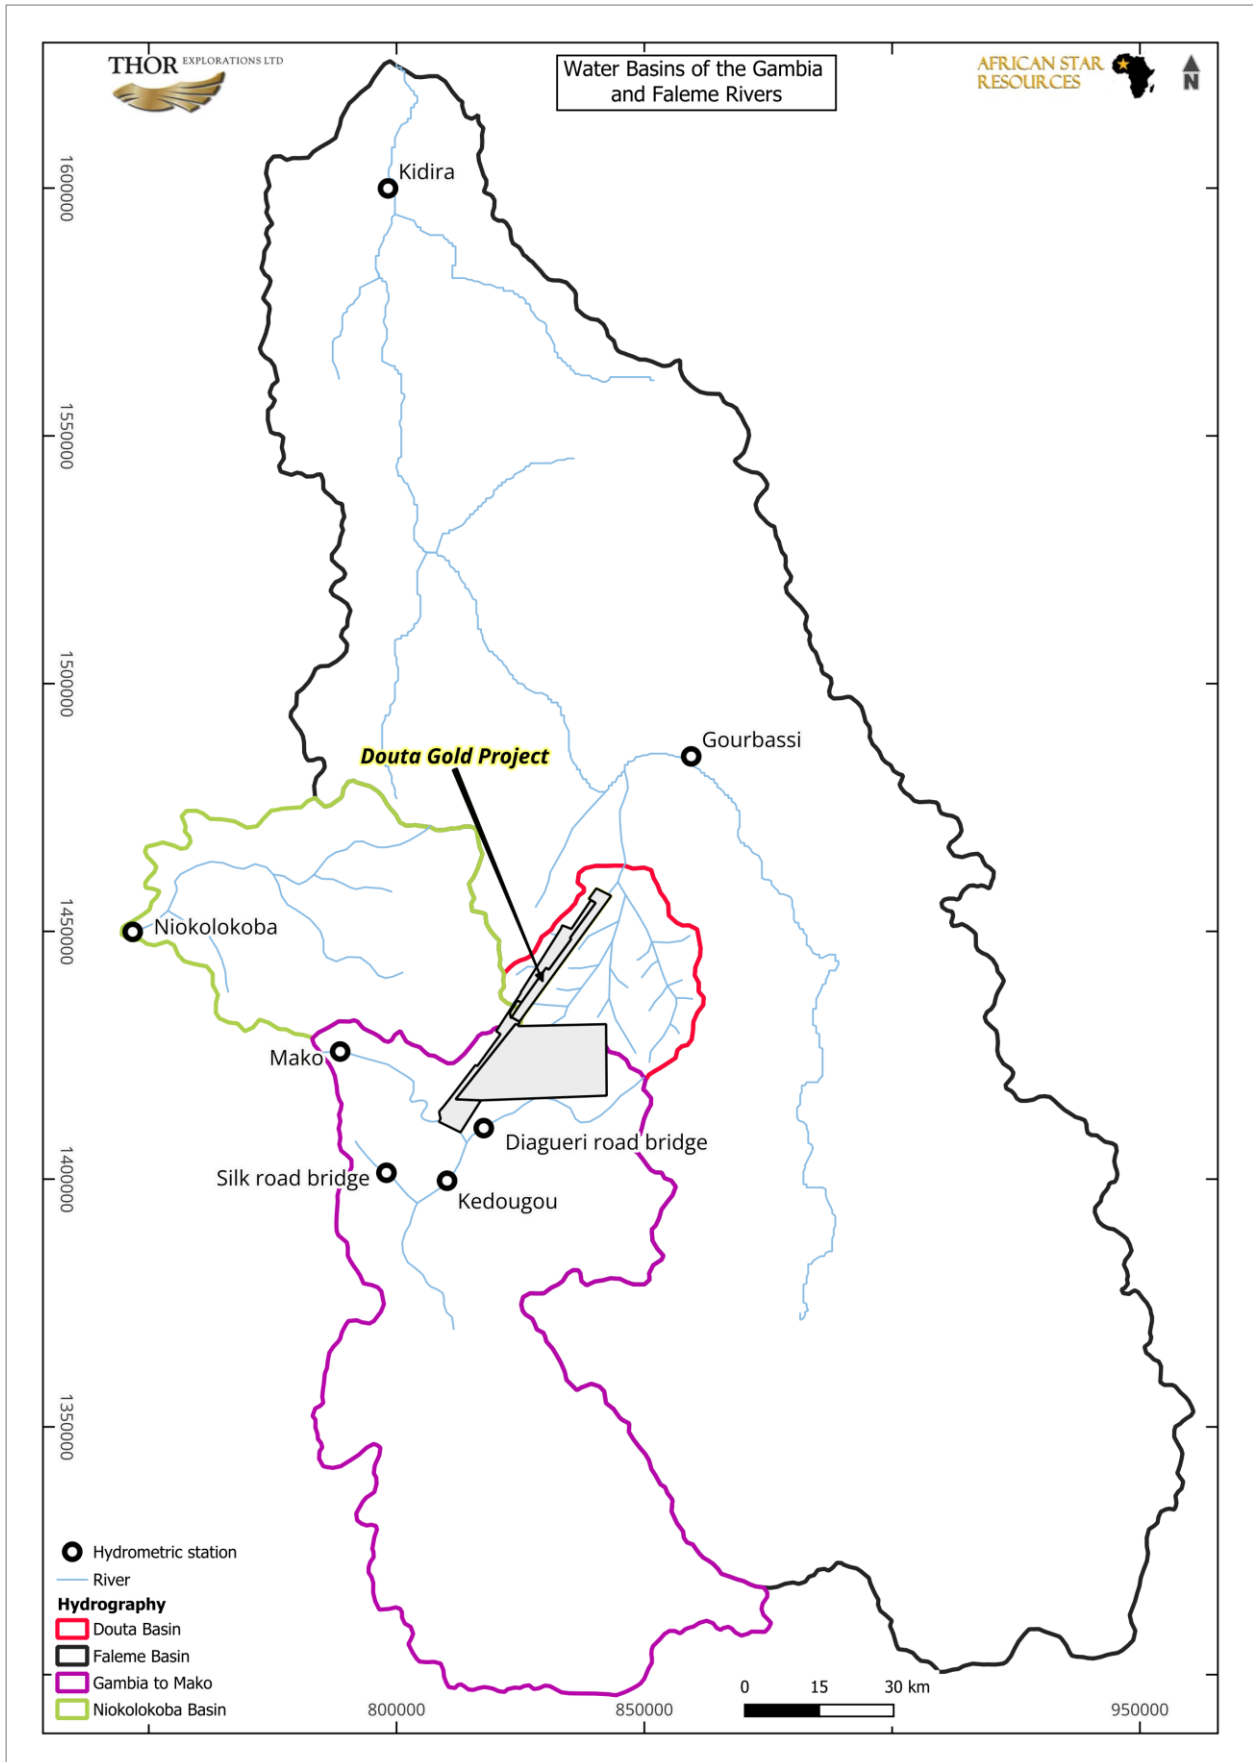 THOR EXPLORATIONS LTD
Water Basins of the Gambia
and Faleme Rivers
AFRICAN STAR
RESOURCES
N
1600000
Kidira
1550000
1500000
Gourbassi
Douta Gold Project
1450000
Niokolokoba
Mako
Diagueri road bridge
1400000
Silk road bridge
Kedougou
1350000
Hydrometric station
River
Hydrography
Douta Basin
Faleme Basin
Gambia to Mako
Niokolokoba Basin
0 15 30 km
800000 850000 950000